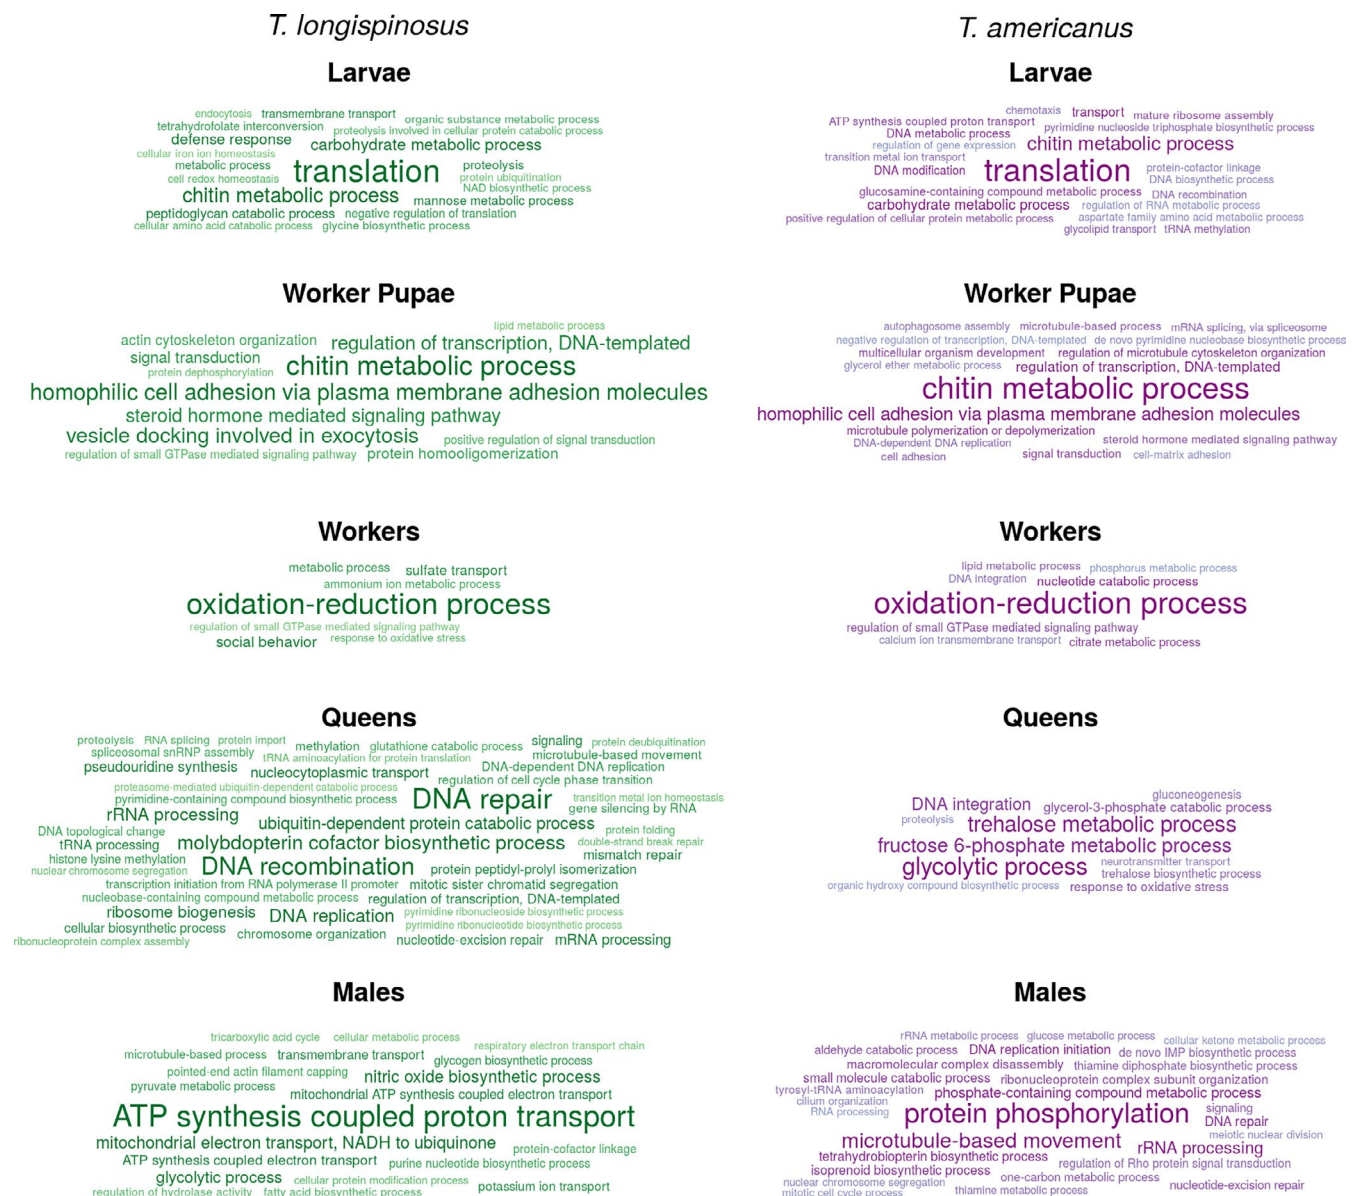 T. longispinosus
Larvae
endocytosis transmembrane transport organic substance metabolic process
tetrahydrofolate interconversion proteolysis involved in cellular protein catabolic process
defense response carbohydrate metabolic process
cellular iron ion homeostasis
metabolic process translation proteolysis
cell redox homeostasis protein ubiquitination
chitin metabolic process NAD biosynthetic process
mannose metabolic process
peptidoglycan catabolic process negative regulation of translation
cellular amino acid catabolic process glycine biosynthetic process
Worker Pupae
lipid metabolic process
actin cytoskeleton organization regulation of transcription, DNA-templated
signal transduction chitin metabolic process
protein dephosphorylation
homophilic cell adhesion via plasma membrane adhesion molecules
steroid hormone mediated signaling pathway
vesicle docking involved in exocytosis positive regulation of signal transduction
regulation of small GTPase mediated signaling pathway protein homooligomerization
Workers
metabolic process sulfate transport
ammonium ion metabolic process
oxidation-reduction process
regulation of small GTPase mediated signaling pathway
social behavior response to oxidative stress
Queens
proteolysis RNA splicing protein import methylation glutathione catabolic process signaling protein deubiquitination
spliceosomal snRNP assembly tRNA aminoacylation for protein translation microtubule-based movement
pseudouridine synthesis nucleocytoplasmic transport DNA-dependent DNA replication
regulation of cell cycle phase transition
proteasome-mediated ubiquitin-dependent catabolic process
pyrimidine-containing compound biosynthetic process DNA repair transition metal ion homeostasis
rRNA processing gene silencing by RNA
ubiquitin-dependent protein catabolic process
DNA topological change protein folding
tRNA processing molybdopterin cofactor biosynthetic process double-strand break repair
histone lysine methylation mismatch repair
nuclear chromosome segregation DNA recombination protein peptidyl-prolyl isomerization
transcription initiation from RNA polymerase II promoter mitotic sister chromatid segregation
nucleobase-containing compound metabolic process regulation of transcription, DNA-templated
ribosome biogenesis DNA replication pyrimidine ribonucleoside biosynthetic process
cellular biosynthetic process pyrimidine ribonucleotide biosynthetic process
chromosome organization nucleotide-excision repair mRNA processing
ribonucleoprotein complex assembly
Males
tricarboxylic acid cycle cellular metabolic process
respiratory electron transport chain
microtubule-based process transmembrane transport glycogen biosynthetic process
pointed-end actin filament capping nitric oxide biosynthetic process
pyruvate metabolic process
mitochondrial ATP synthesis coupled electron transport
ATP synthesis coupled proton transport
mitochondrial electron transport, NADH to ubiquinone protein-cofactor linkage
ATP synthesis coupled electron transport purine nucleotide biosynthetic process
glycolytic process cellular protein modification process potassium ion transport
regulation of hydrolase activity fatty acid biosynthetic process
T. americanus
Larvae
chemotaxis transport mature ribosome assembly
ATP synthesis coupled proton transport pyrimidine nucleoside triphosphate biosynthetic process
DNA metabolic process
regulation of gene expression chitin metabolic process
transition metal ion transport
DNA modification translation protein-cofactor linkage
DNA biosynthetic process
glucosamine-containing compound metabolic process DNA recombination
carbohydrate metabolic process regulation of RNA metabolic process
positive regulation of cellular protein metabolic process aspartate family amino acid metabolic process
glycolipid transport tRNA methylation
Worker Pupae
autophagosome assembly microtubule-based process mRNA splicing, via spliceosome
negative regulation of transcription, DNA-templated de novo pyrimidine nucleobase biosynthetic process
multicellular organism development regulation of microtubule cytoskeleton organization
glycerol ether metabolic process regulation of transcription, DNA-templated
chitin metabolic process
homophilic cell adhesion via plasma membrane adhesion molecules
microtubule polymerization or depolymerization
DNA-dependent DNA replication steroid hormone mediated signaling pathway
cell adhesion signal transduction cell-matrix adhesion
Workers
lipid metabolic process phosphorus metabolic process
DNA integration nucleotide catabolic process
oxidation-reduction process
regulation of small GTPase mediated signaling pathway
calcium ion transmembrane transport citrate metabolic process
Queens
gluconeogenesis
DNA integration glycerol-3-phosphate catabolic process
proteolysis trehalose metabolic process
fructose 6-phosphate metabolic process
glycolytic process neurotransmitter transport
trehalose biosynthetic process
organic hydroxy compound biosynthetic process response to oxidative stress
Males
rRNA metabolic process glucose metabolic process cellular ketone metabolic process
aldehyde catabolic process DNA replication initiation de novo IMP biosynthetic process
macromolecular complex disassembly thiamine diphosphate biosynthetic process
small molecule catabolic process ribonucleoprotein complex subunit organization
tyrosyl-tRNA aminoacylation phosphate-containing compound metabolic process
cilium organization
RNA processing protein phosphorylation signaling
DNA repair
microtubule-based movement meiotic nuclear division
rRNA processing
tetrahydrobiopterin biosynthetic process regulation of Rho protein signal transduction
isoprenoid biosynthetic process one-carbon metabolic process
nuclear chromosome segregation nucleotide-excision repair
mitotic cell cycle process thiamine metabolic process